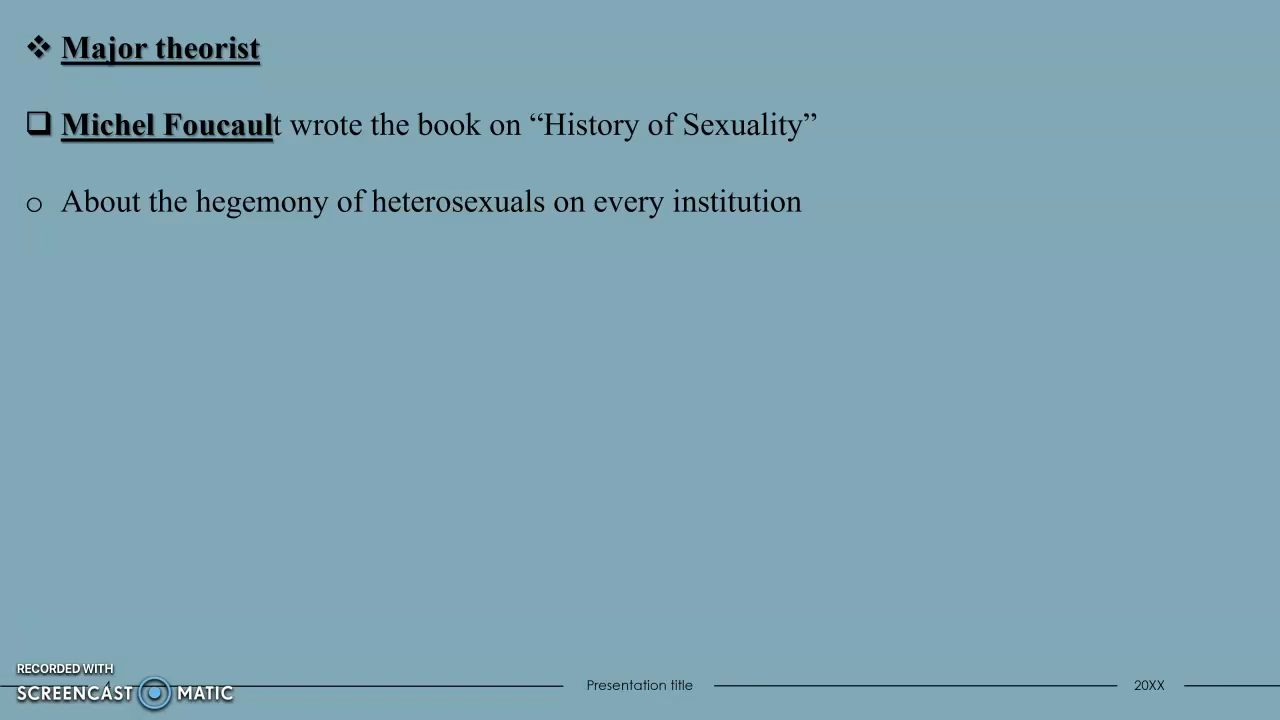 Major theorist
Michel Foucault wrote the book on “History of Sexuality”
About the hegemony of heterosexuals on every institution
RECORDED WITH
SCREENCAST MATIC
4
Presentation title
20XX